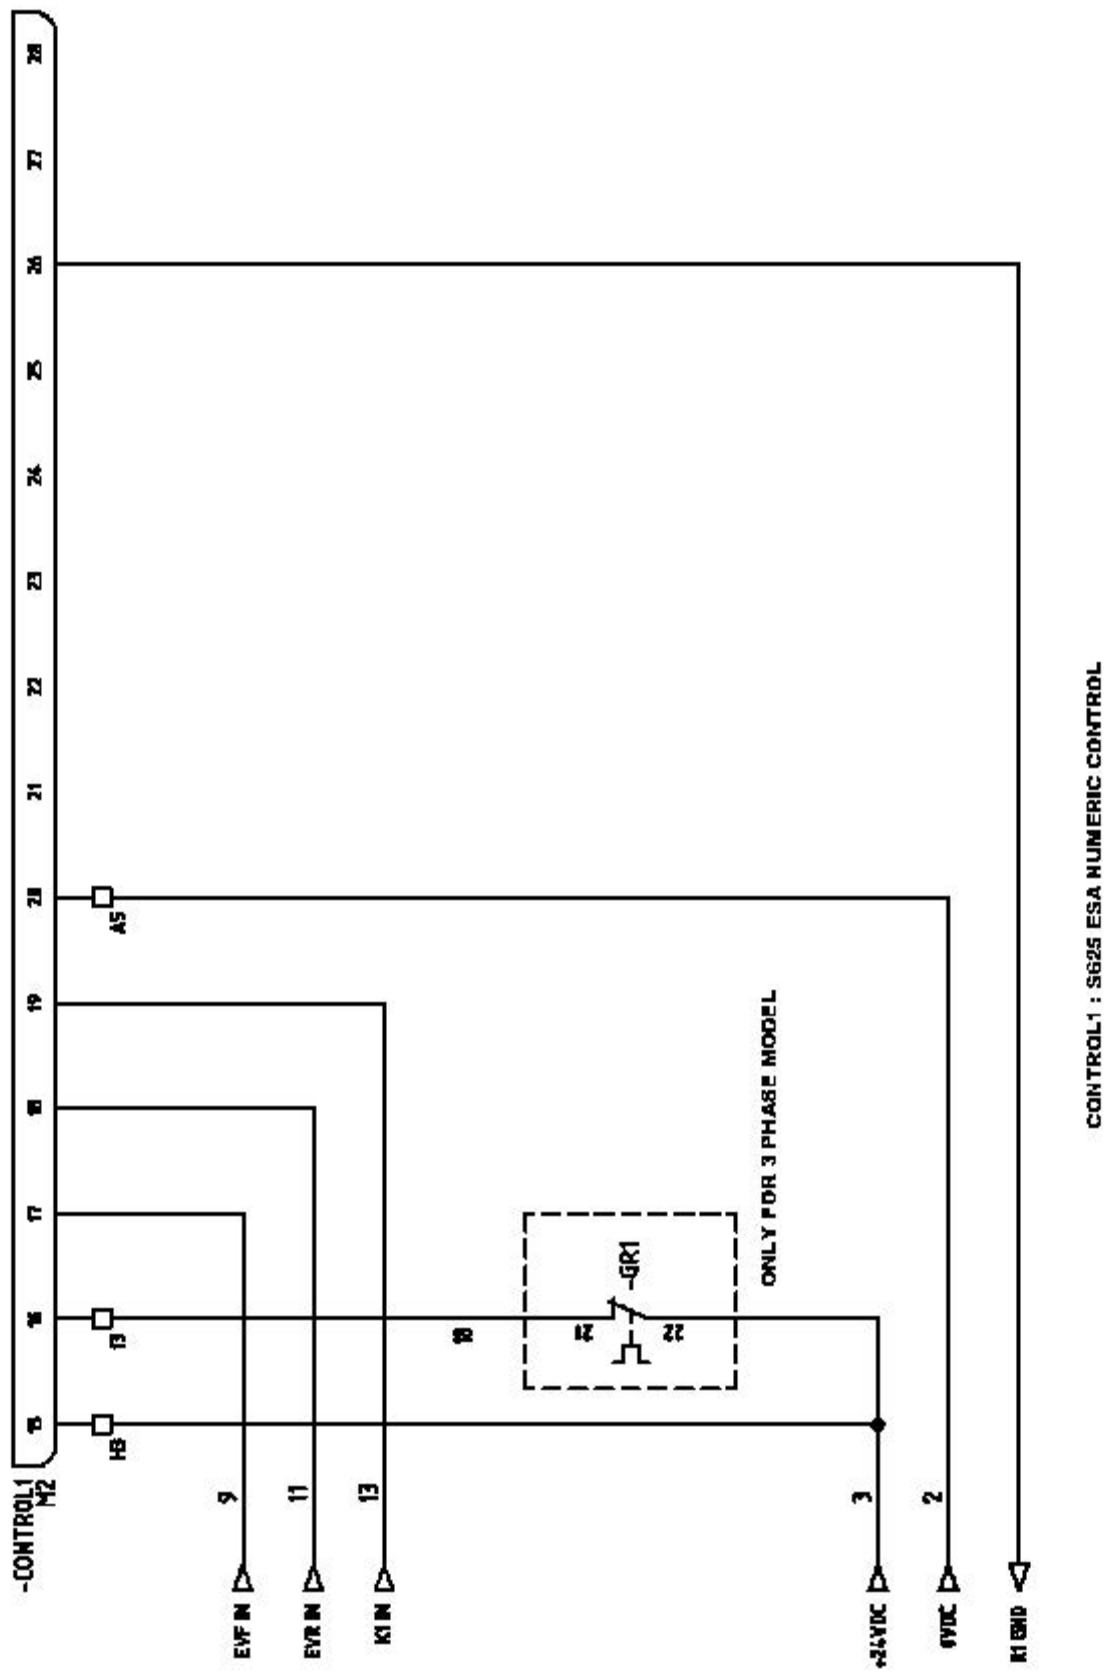 -CONTROL1
M2
15
16
17
18
19
20
21
22
23
24
25
26
27
28
H3
13
A5
9
EVF IN
11
EVR IN
13
K1 IN
18
21
22
-GR1
ONLY FOR 3 PHASE MODEL
3
+24VDC
2
0VDC
R1 GND
CONTROL1 : S625 ESA NUMERIC CONTROL